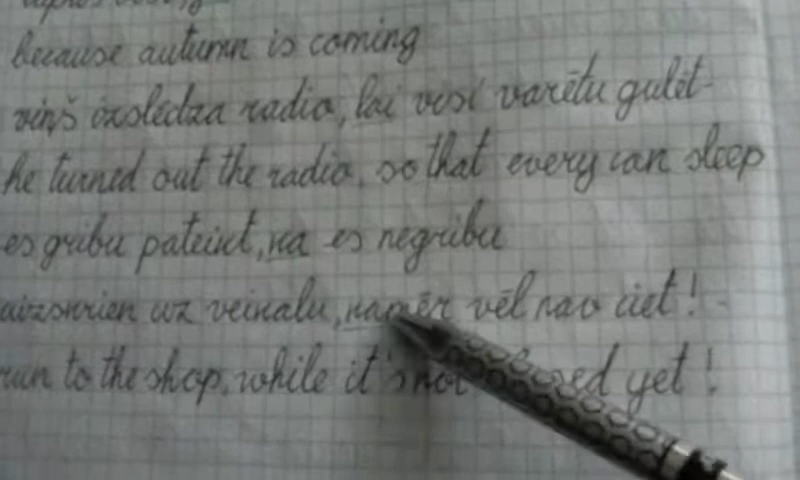 because autumn is coming
viņš izslēdza radio, lai visi varētu gulēt-
he turned out the radio, so that every can sleep
es gribu pateikt, ka es negribu
aizskrien uz veikalu, kamēr vēl nav ciet! -
run to the shop, while it's not closed yet!